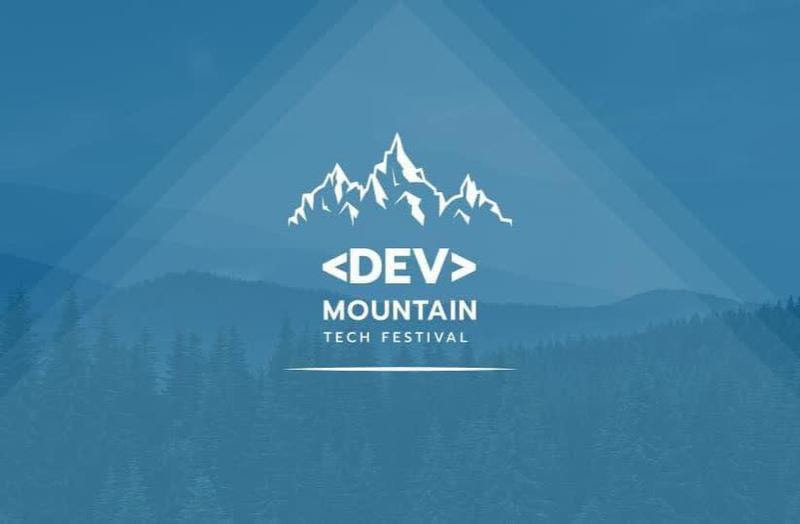 <DEV>
MOUNTAIN
TECH FESTIVAL